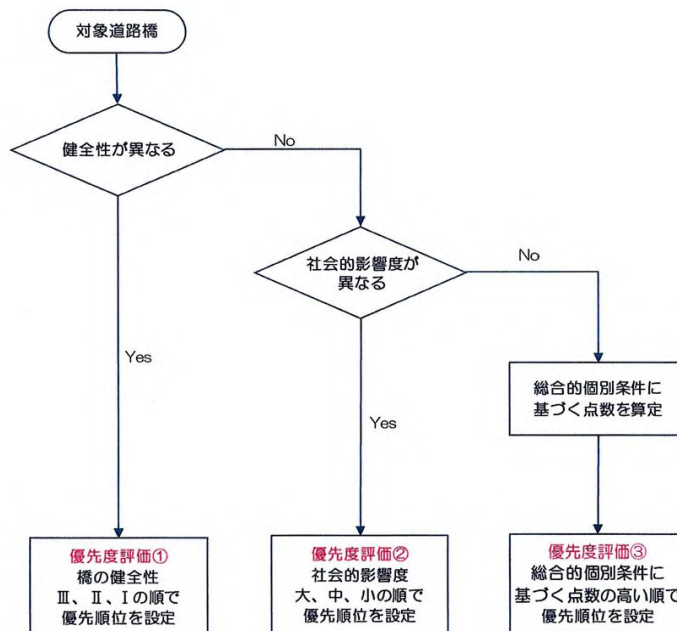 対象道路橋
健全性が異なる
No
社会的影響度が
異なる
No
Yes
総合的個別条件に
基づく点数を算定
Yes
優先度評価①
橋の健全性
Ⅲ、Ⅱ、Ⅰの順で
優先順位を設定
優先度評価②
社会的影響度
大、中、小の順で
優先順位を設定
優先度評価③
総合的個別条件に
基づく点数の高い順で
優先順位を設定